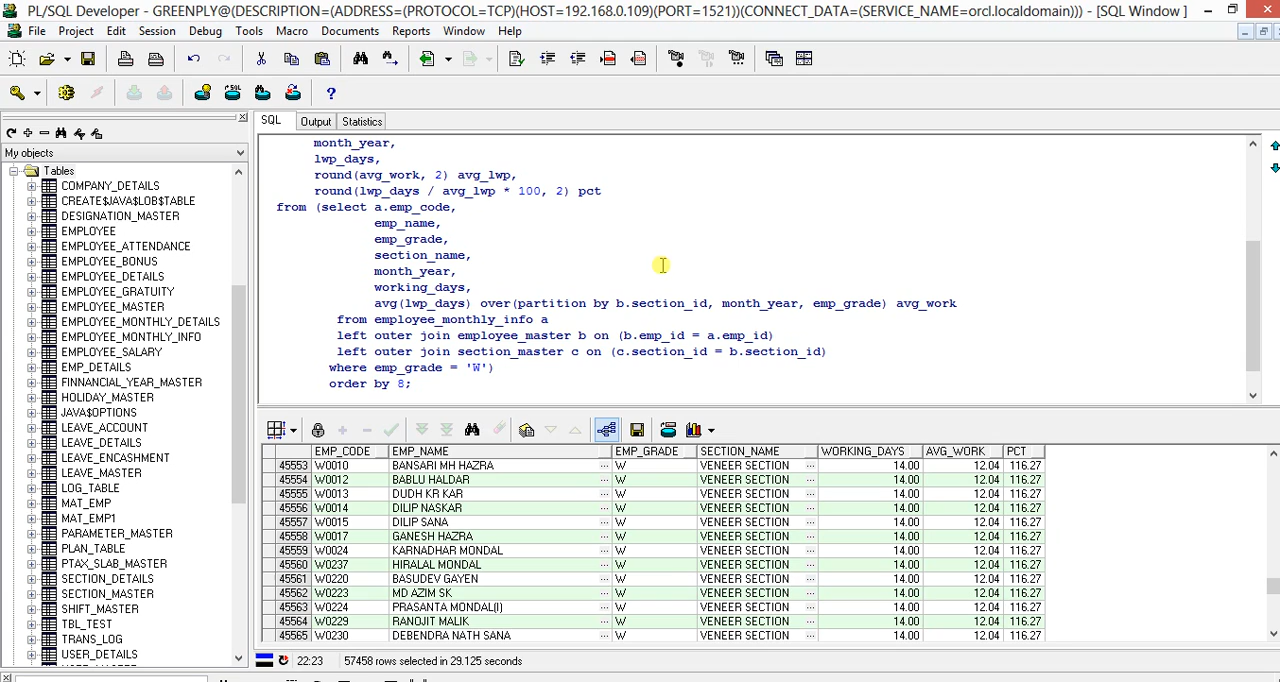 PL/SQL Developer - GREENPLY@(DESCRIPTION=(ADDRESS=(PROTOCOL=TCP)(HOST=192.168.0.109)(PORT=1521))(CONNECT_DATA=(SERVICE_NAME=orcl.localdomain))) - [SQL Window ]
File Project Edit Session Debug Tools Macro Documents Reports Window Help
SQL Output Statistics
My objects
Tables
COMPANY_DETAILS
CREATE$JAVA$LOB$TABLE
DESIGNATION_MASTER
EMPLOYEE
EMPLOYEE_ATTENDANCE
EMPLOYEE_BONUS
EMPLOYEE_DETAILS
EMPLOYEE_GRATUITY
EMPLOYEE_MASTER
EMPLOYEE_MONTHLY_DETAILS
EMPLOYEE_MONTHLY_INFO
EMPLOYEE_SALARY
EMP_DETAILS
FINNANCIAL_YEAR_MASTER
HOLIDAY_MASTER
JAVA$OPTIONS
LEAVE_ACCOUNT
LEAVE_DETAILS
LEAVE_ENCASHMENT
LEAVE_MASTER
LOG_TABLE
MAT_EMP
MAT_EMP1
PARAMETER_MASTER
PLAN_TABLE
PTAX_SLAB_MASTER
SECTION_DETAILS
SECTION_MASTER
SHIFT_MASTER
TBL_TEST
TRANS_LOG
USER_DETAILS
month_year,
lwp_days,
round(avg_work, 2) avg_lwp,
round(lwp_days / avg_lwp * 100, 2) pct
from (select a.emp_code,
emp_name,
emp_grade,
section_name,
month_year,
working_days,
avg(lwp_days) over(partition by b.section_id, month_year, emp_grade) avg_work
from employee_monthly_info a
left outer join employee_master b on (b.emp_id = a.emp_id)
left outer join section_master c on (c.section_id = b.section_id)
where emp_grade = 'W')
order by 8;
EMP_CODE EMP_NAME EMP_GRADE SECTION_NAME WORKING_DAYS AVG_WORK PCT
45553 W0010 BANSARI MH HAZRA ... W VENEER SECTION ... 14.00 12.04 116.27
45554 W0012 BABLU HALDAR ... W VENEER SECTION ... 14.00 12.04 116.27
45555 W0013 DUDH KR KAR ... W VENEER SECTION ... 14.00 12.04 116.27
45556 W0014 DILIP NASKAR ... W VENEER SECTION ... 14.00 12.04 116.27
45557 W0015 DILIP SANA ... W VENEER SECTION ... 14.00 12.04 116.27
45558 W0017 GANESH HAZRA ... W VENEER SECTION ... 14.00 12.04 116.27
45559 W0024 KARNADHAR MONDAL ... W VENEER SECTION ... 14.00 12.04 116.27
45560 W0237 HIRALAL MONDAL ... W VENEER SECTION ... 14.00 12.04 116.27
45561 W0220 BASUDEV GAYEN ... W VENEER SECTION ... 14.00 12.04 116.27
45562 W0223 MD AZIM SK ... W VENEER SECTION ... 14.00 12.04 116.27
45563 W0224 PRASANTA MONDAL(I) ... W VENEER SECTION ... 14.00 12.04 116.27
45564 W0229 RANOJIT MALIK ... W VENEER SECTION ... 14.00 12.04 116.27
45565 W0230 DEBENDRA NATH SANA ... W VENEER SECTION ... 14.00 12.04 116.27
22:23 57458 rows selected in 29.125 seconds